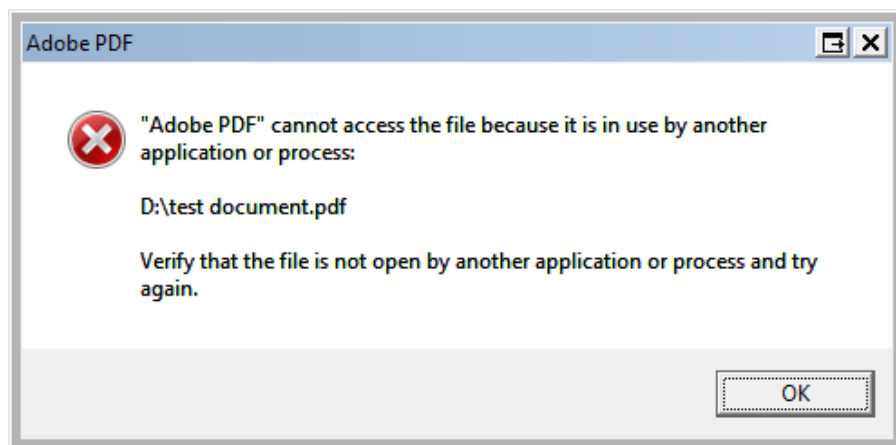 Adobe PDF
"Adobe PDF" cannot access the file because it is in use by another
application or process:
D:\test document.pdf
Verify that the file is not open by another application or process and try
again.
OK